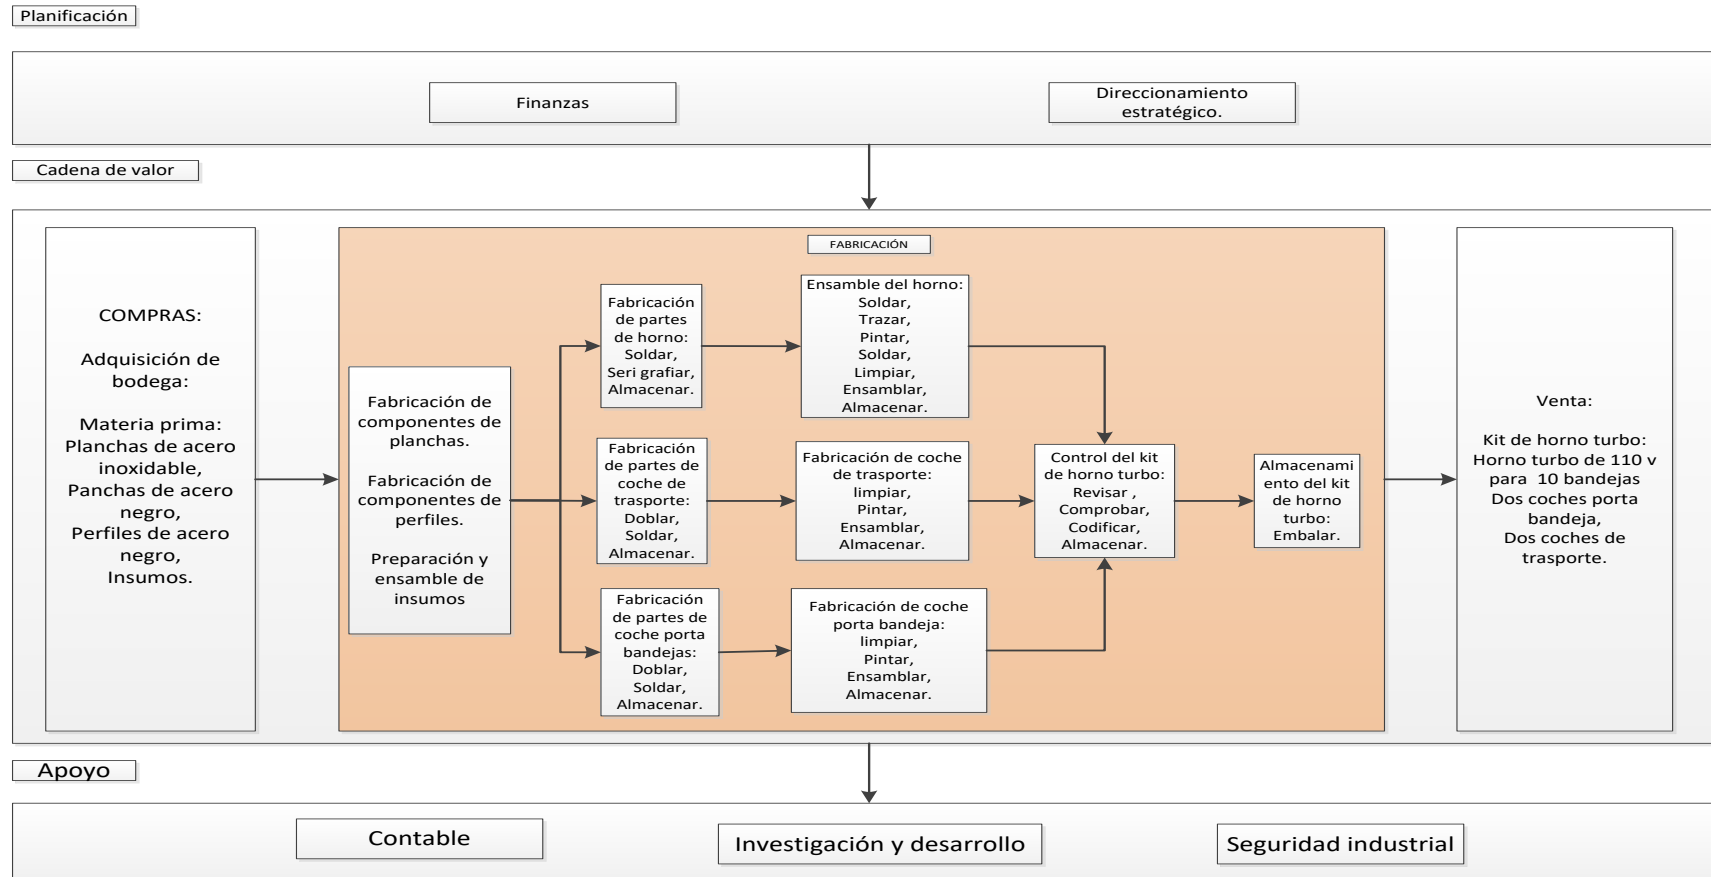 Planificación
Finanzas
Direccionamiento
estratégico.
Cadena de valor
COMPRAS:
Adquisición de
bodega:
Materia prima:
Planchas de acero
inoxidable,
Panchas de acero
negro,
Perfiles de acero
negro,
Insumos.
FABRICACIÓN
Fabricación de
componentes de
planchas.
Fabricación de
componentes de
perfiles.
Preparación y
ensamble de
insumos
Fabricación
de partes
de horno:
Soldar,
Seri grafiar,
Almacenar.
Ensamble del horno:
Soldar,
Trazar,
Pintar,
Soldar,
Limpiar,
Ensamblar,
Almacenar.
Fabricación
de partes de
coche de
trasporte:
Doblar,
Soldar,
Almacenar.
Fabricación de coche
de trasporte:
limpiar,
Pintar,
Ensamblar,
Almacenar.
Fabricación
de partes de
coche porta
bandejas:
Doblar,
Soldar,
Almacenar.
Fabricación de coche
porta bandeja:
limpiar,
Pintar,
Ensamblar,
Almacenar.
Control del kit
de horno turbo:
Revisar ,
Comprobar,
Codificar,
Almacenar.
Almacenami
ento del kit
de horno
turbo:
Embalar.
Venta:
Kit de horno turbo:
Horno turbo de 110 v
para  10 bandejas
Dos coches porta
bandeja,
Dos coches de
trasporte.
Apoyo
Contable
Investigación y desarrollo
Seguridad industrial